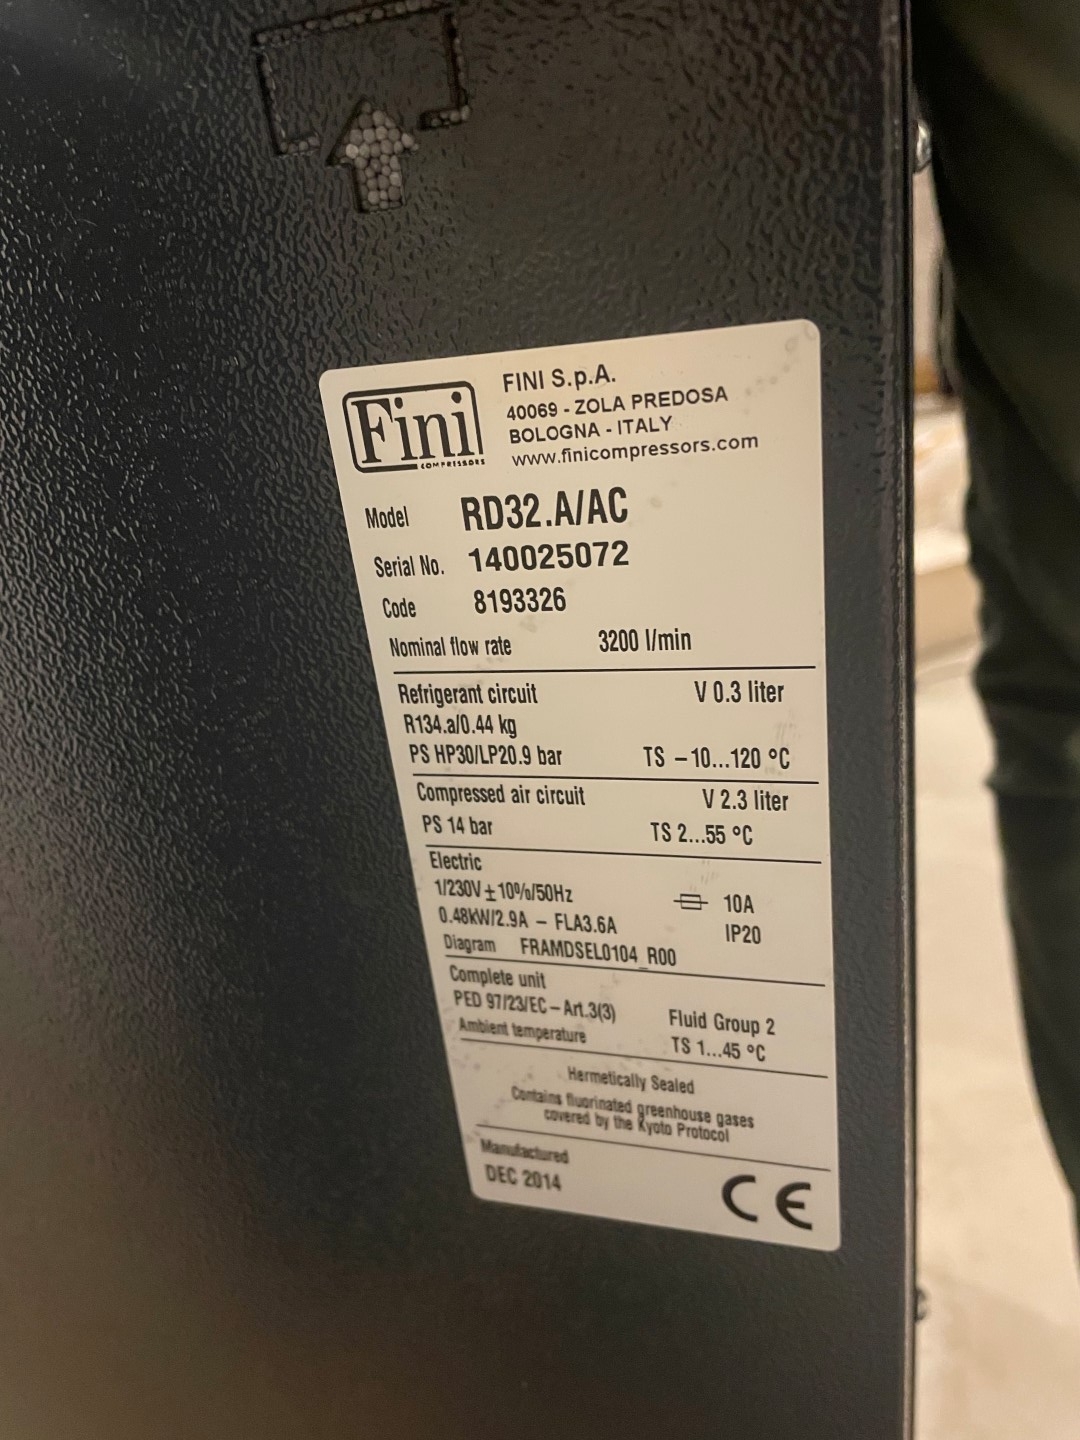 Fini
COMPRESSORS
FINI S.p.A.
40069 - ZOLA PREDOSA
BOLOGNA - ITALY
www.finicompressors.com
Model RD32.A/AC
Serial No. 140025072
Code 8193326
Nominal flow rate 3200 l/min
Refrigerant circuit V 0.3 liter
R134.a/0.44 kg
PS HP30/LP20.9 bar TS –10...120 °C
Compressed air circuit V 2.3 liter
PS 14 bar TS 2...55 °C
Electric
1/230V±10%/50Hz 10A
0.48kW/2.9A – FLA3.6A IP20
Diagram FRAMDSEL0104_R00
Complete unit
PED 97/23/EC – Art.3(3) Fluid Group 2
Ambient temperature TS 1...45 °C
Hermetically Sealed
Contains fluorinated greenhouse gases
covered by the Kyoto Protocol
Manufactured
DEC 2014
CE